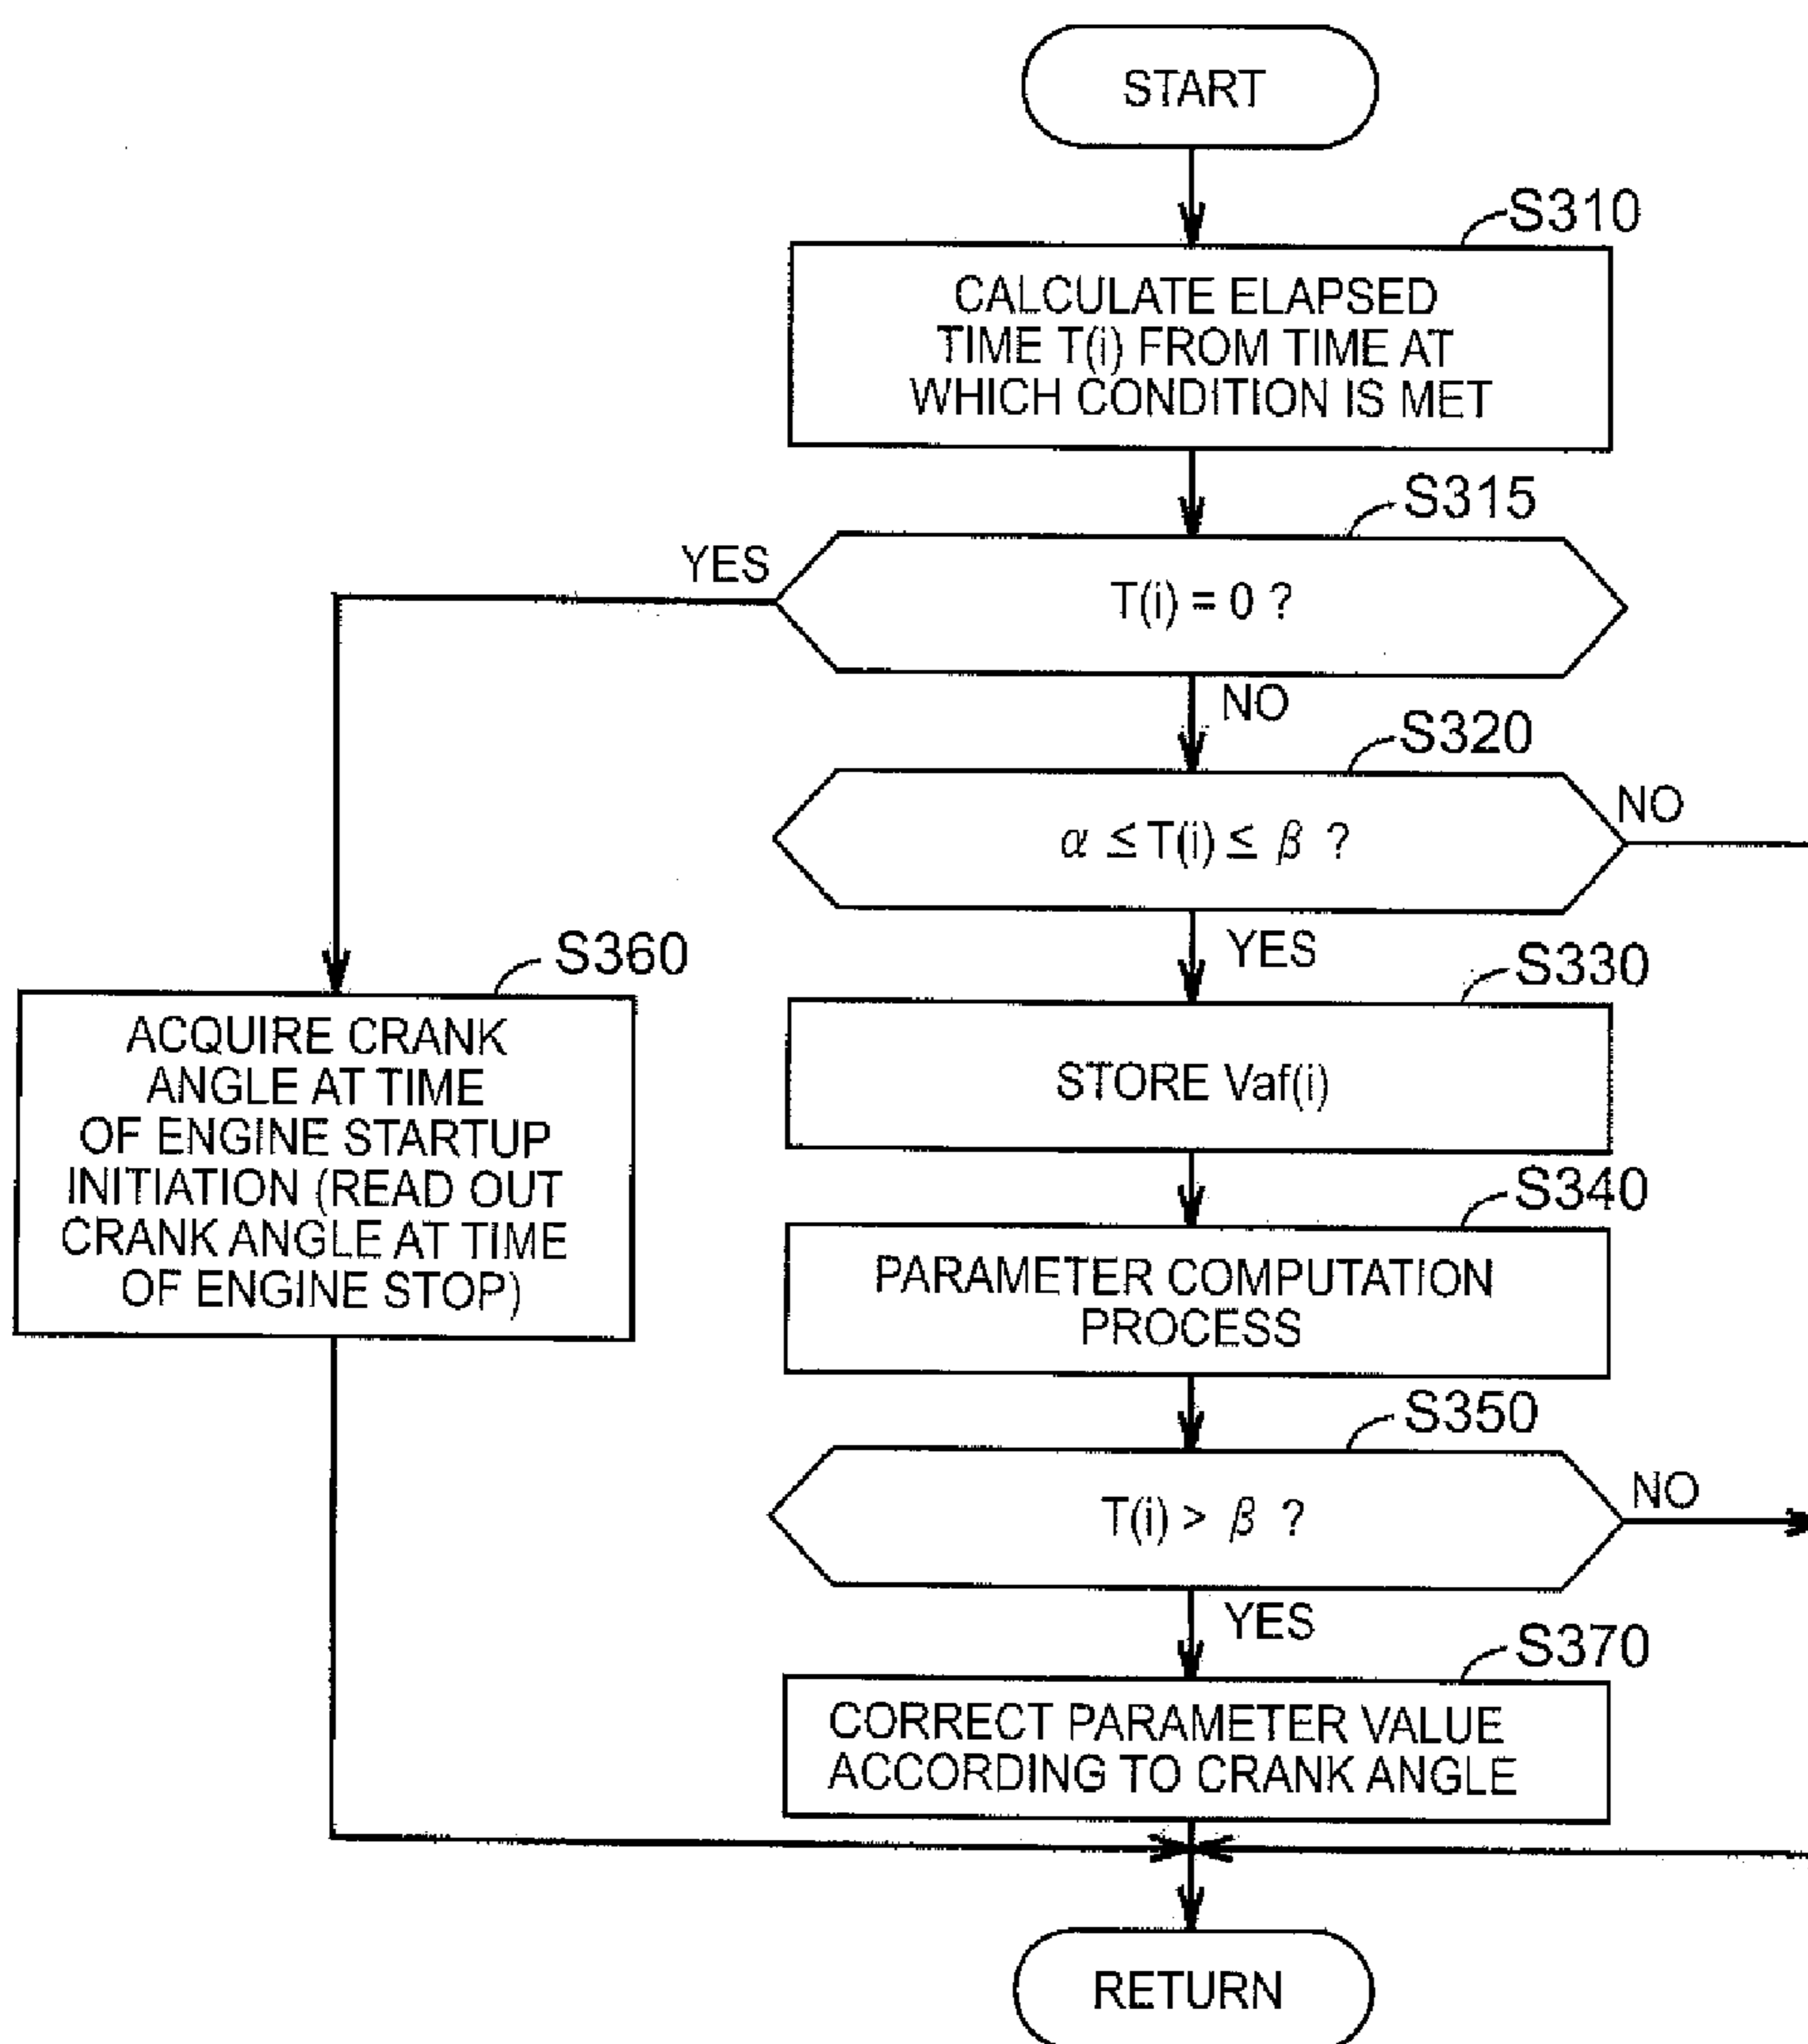 START
S310
CALCULATE ELAPSED
TIME T(i) FROM TIME AT
WHICH CONDITION IS MET
S315
YES
T(i) = 0 ?
NO
S320
NO
α ≤ T(i) ≤ β ?
YES
S360
ACQUIRE CRANK
ANGLE AT TIME
OF ENGINE STARTUP
INITIATION (READ OUT
CRANK ANGLE AT TIME
OF ENGINE STOP)
S330
STORE Vaf(i)
S340
PARAMETER COMPUTATION
PROCESS
S350
NO
T(i) > β ?
YES
S370
CORRECT PARAMETER VALUE
ACCORDING TO CRANK ANGLE
RETURN